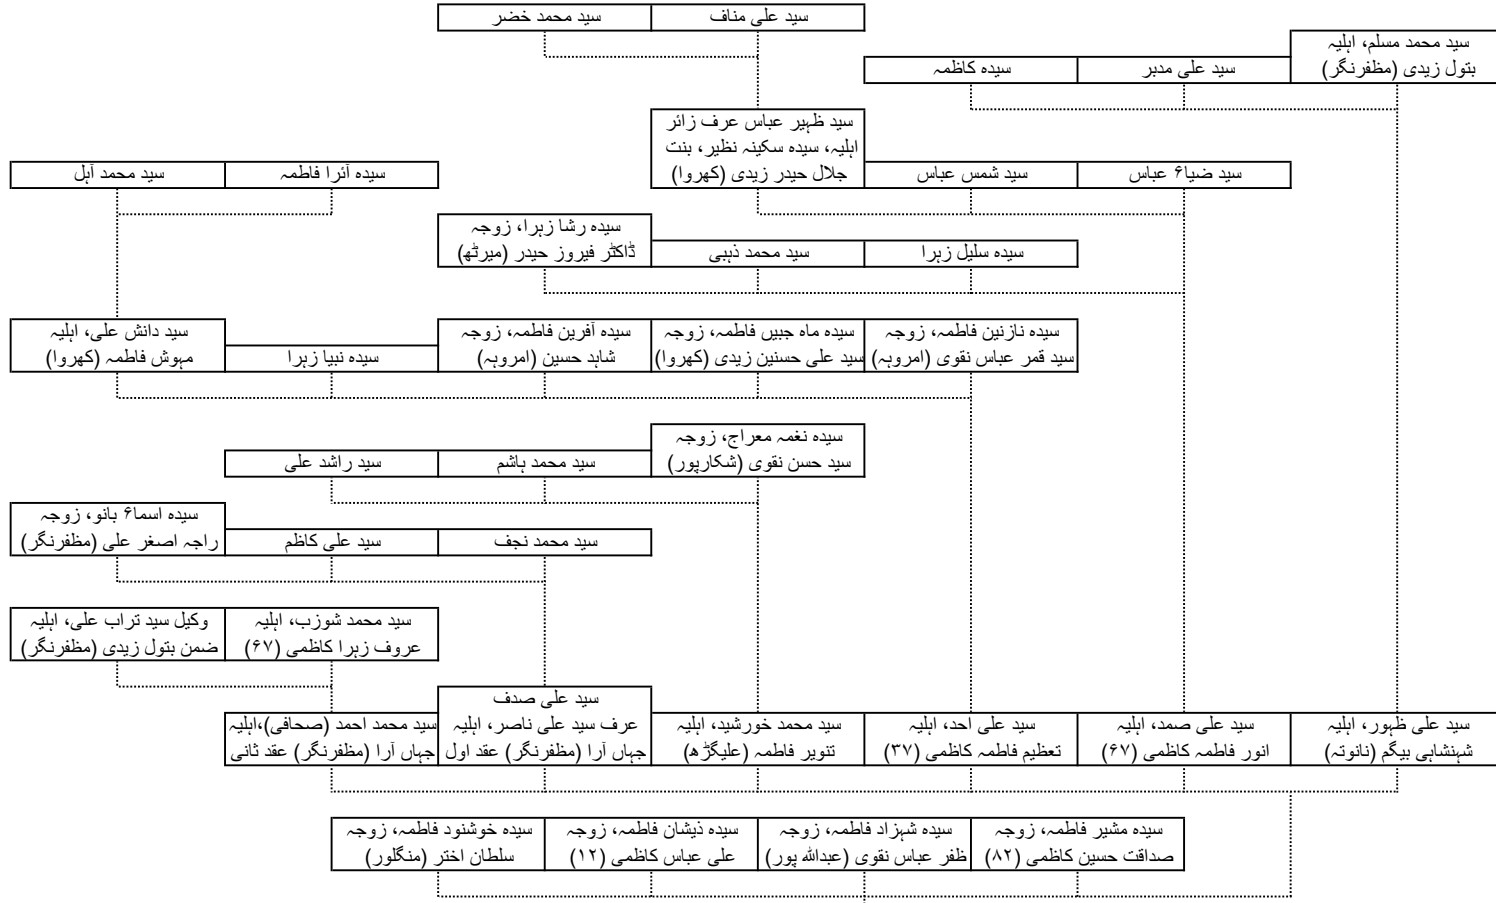 سید علی مناف
سید محمد خضر
سید محمد مسلم، اہلیہ
بتول زیدی (مظفرنگر)
سید علی مدبر
سیدہ کاظمہ
سید ظہیر عباس عرف زائر
اہلیہ، سیدہ سکینہ نظیر، بنت
جلال حیدر زیدی (کھروا)
سید ضیا۶ عباس
سید شمس عباس
سیدہ آئرا فاطمہ
سید محمد آہل
سیدہ رشا زہرا، زوجہ
ڈاکٹر فیروز حیدر (میرٹھ)
سیدہ سلیل زہرا
سید محمد ذہبی
سیدہ نازنین فاطمہ، زوجہ
سید قمر عباس نقوی (امروہہ)
سیدہ ماہ جبیں فاطمہ، زوجہ
سید علی حسنین زیدی (کھروا)
سیدہ آفرین فاطمہ، زوجہ
شاہد حسین (امروہہ)
سیدہ نبیا زہرا
سید دانش علی، اہلیہ
مہوش فاطمہ (کھروا)
سیدہ نغمہ معراج، زوجہ
سید حسن نقوی (شکارپور)
سید محمد ہاشم
سید راشد علی
سید محمد نجف
سید علی کاظم
سیدہ اسما۶ بانو، زوجہ
راجہ اصغر علی (مظفرنگر)
سید محمد شوزب، اہلیہ
عروف زہرا کاظمی (۶۷)
وکیل سید تراب علی، اہلیہ
ضمن بتول زیدی (مظفرنگر)
سید علی ظہور، اہلیہ
شہنشاہی بیگم (نانوتہ)
سید علی صمد، اہلیہ
انور فاطمہ کاظمی (۶۷)
سید علی احد، اہلیہ
تعظیم فاطمہ کاظمی (۳۷)
سید محمد خورشید، اہلیہ
تنویر فاطمہ (علیگڑھ)
سید علی صدف
عرف سید علی ناصر، اہلیہ
جہاں آرا (مظفرنگر) عقد اول
سید محمد احمد (صحافی)،اہلیہ
جہاں آرا (مظفرنگر) عقد ثانی
سیدہ مشیر فاطمہ، زوجہ
صداقت حسین کاظمی (۸۲)
سیدہ شہزاد فاطمہ، زوجہ
ظفر عباس نقوی (عبداللہ پور)
سیدہ ذیشان فاطمہ، زوجہ
علی عباس کاظمی (۱۲)
سیدہ خوشنود فاطمہ، زوجہ
سلطان اختر (منگلور)